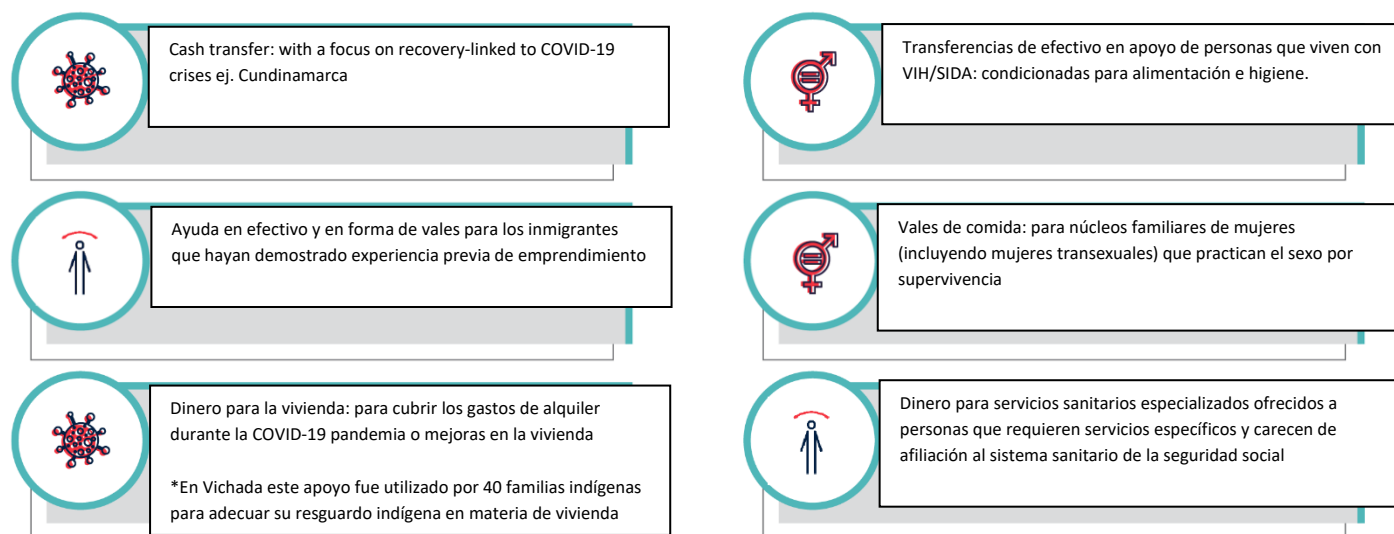 Cash transfer: with a focus on recovery-linked to COVID-19
crises ej. Cundinamarca
Transferencias de efectivo en apoyo de personas que viven con
VIH/SIDA: condicionadas para alimentación e higiene.
Ayuda en efectivo y en forma de vales para los inmigrantes
que hayan demostrado experiencia previa de emprendimiento
Vales de comida: para núcleos familiares de mujeres
(incluyendo mujeres transexuales) que practican el sexo por
supervivencia
Dinero para la vivienda: para cubrir los gastos de alquiler
durante la COVID-19 pandemia o mejoras en la vivienda
*En Vichada este apoyo fue utilizado por 40 familias indígenas
para adecuar su resguardo indígena en materia de vivienda
Dinero para servicios sanitarios especializados ofrecidos a
personas que requieren servicios específicos y carecen de
afiliación al sistema sanitario de la seguridad social